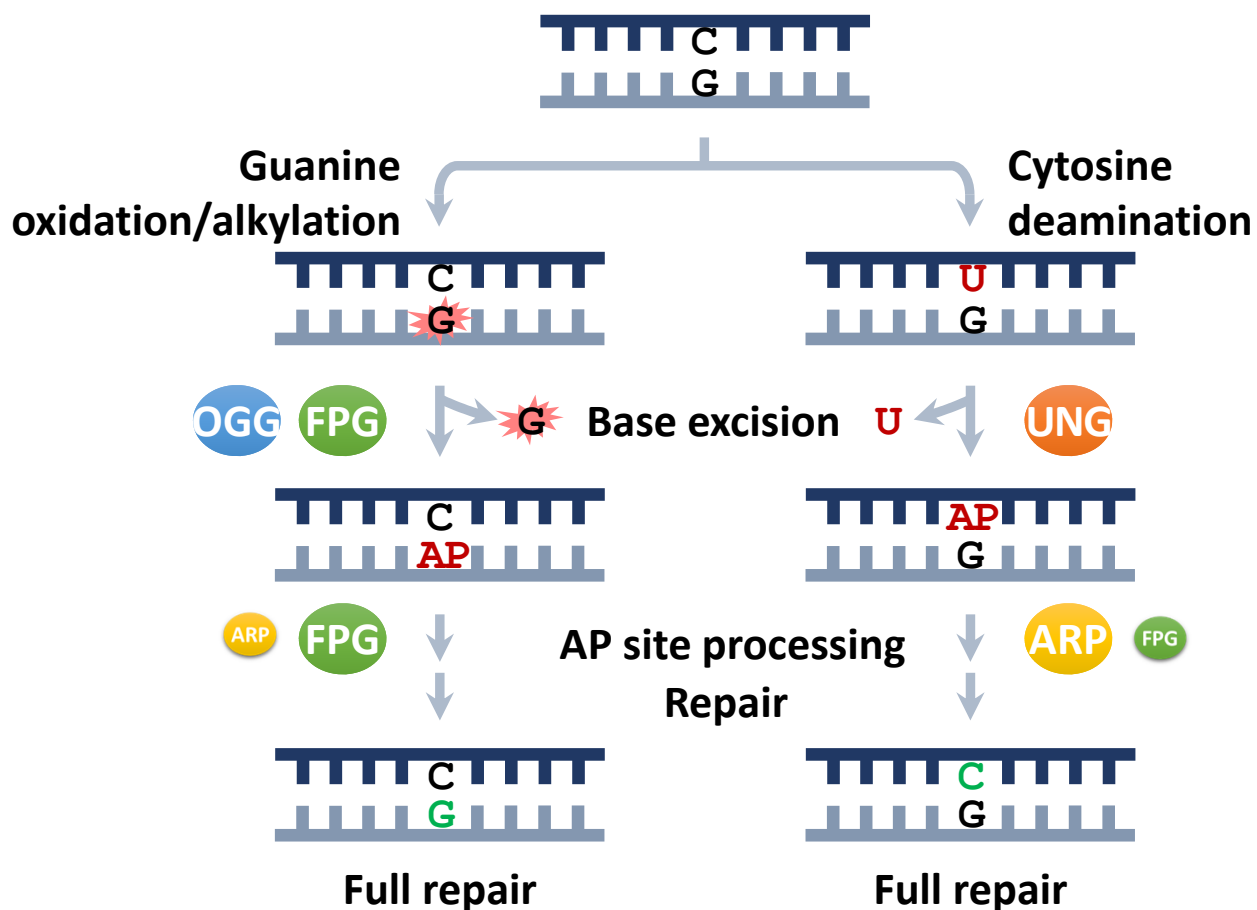 C
G
Guanine
oxidation/alkylation
Cytosine
deamination
C
G
U
G
OGG FPG
G Base excision U
UNG
C
AP
AP
G
ARP FPG
AP site processing
Repair
ARP FPG
C
G
C
G
Full repair
Full repair